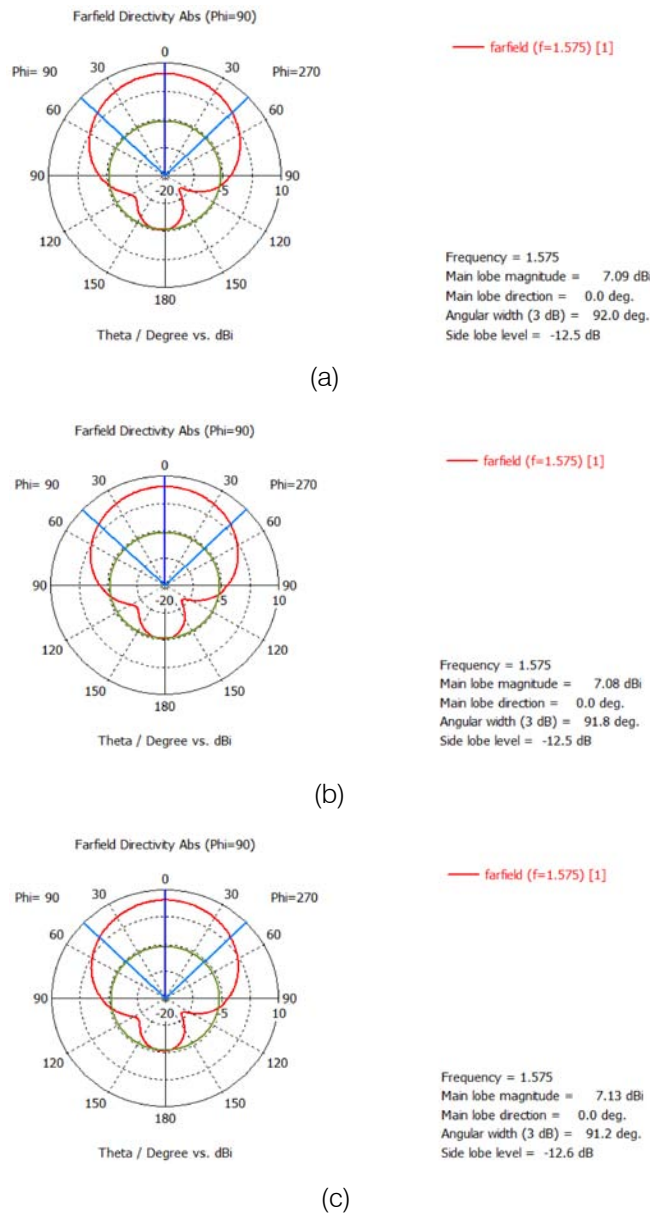 Farfield Directivity Abs (Phi=90)
0
Phi= 90 30 30 Phi=270
60 60
90 -20 -5 10 90
120 120
150 150
180
Theta / Degree vs. dBi
farfield (f=1.575) [1]
Frequency = 1.575
Main lobe magnitude = 7.09 dBi
Main lobe direction = 0.0 deg.
Angular width (3 dB) = 92.0 deg.
Side lobe level = -12.5 dB
(a)
Farfield Directivity Abs (Phi=90)
0
Phi= 90 30 30 Phi=270
60 60
90 -20 -5 10 90
120 120
150 150
180
Theta / Degree vs. dBi
farfield (f=1.575) [1]
Frequency = 1.575
Main lobe magnitude = 7.08 dBi
Main lobe direction = 0.0 deg.
Angular width (3 dB) = 91.8 deg.
Side lobe level = -12.5 dB
(b)
Farfield Directivity Abs (Phi=90)
0
Phi= 90 30 30 Phi=270
60 60
90 -20 -5 10 90
120 120
150 150
180
Theta / Degree vs. dBi
farfield (f=1.575) [1]
Frequency = 1.575
Main lobe magnitude = 7.13 dBi
Main lobe direction = 0.0 deg.
Angular width (3 dB) = 91.2 deg.
Side lobe level = -12.6 dB
(c)